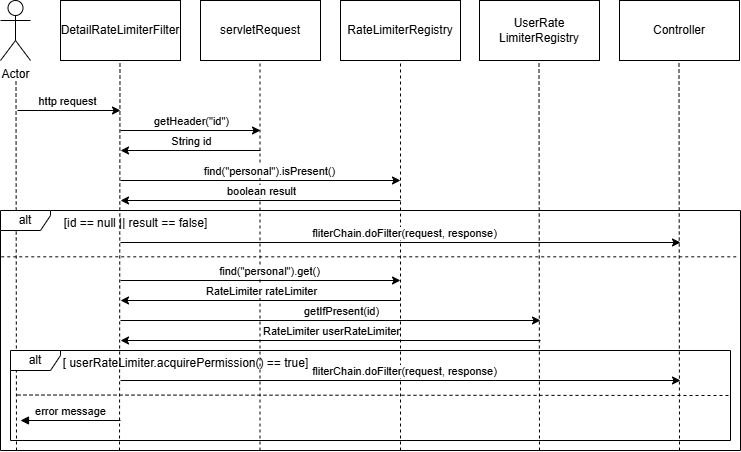 DetailRateLimiterFilter
servletRequest
RateLimiterRegistry
UserRate
LimiterRegistry
Controller
Actor
http request
getHeader("id")
String id
find("personal").isPresent()
boolean result
alt
[id == null || result == false]
fliterChain.doFilter(request, response)
find("personal").get()
RateLimiter rateLimiter
getIfPresent(id)
RateLimiter userRateLimiter
alt
[ userRateLimiter.acquirePermission() == true]
fliterChain.doFilter(request, response)
error message